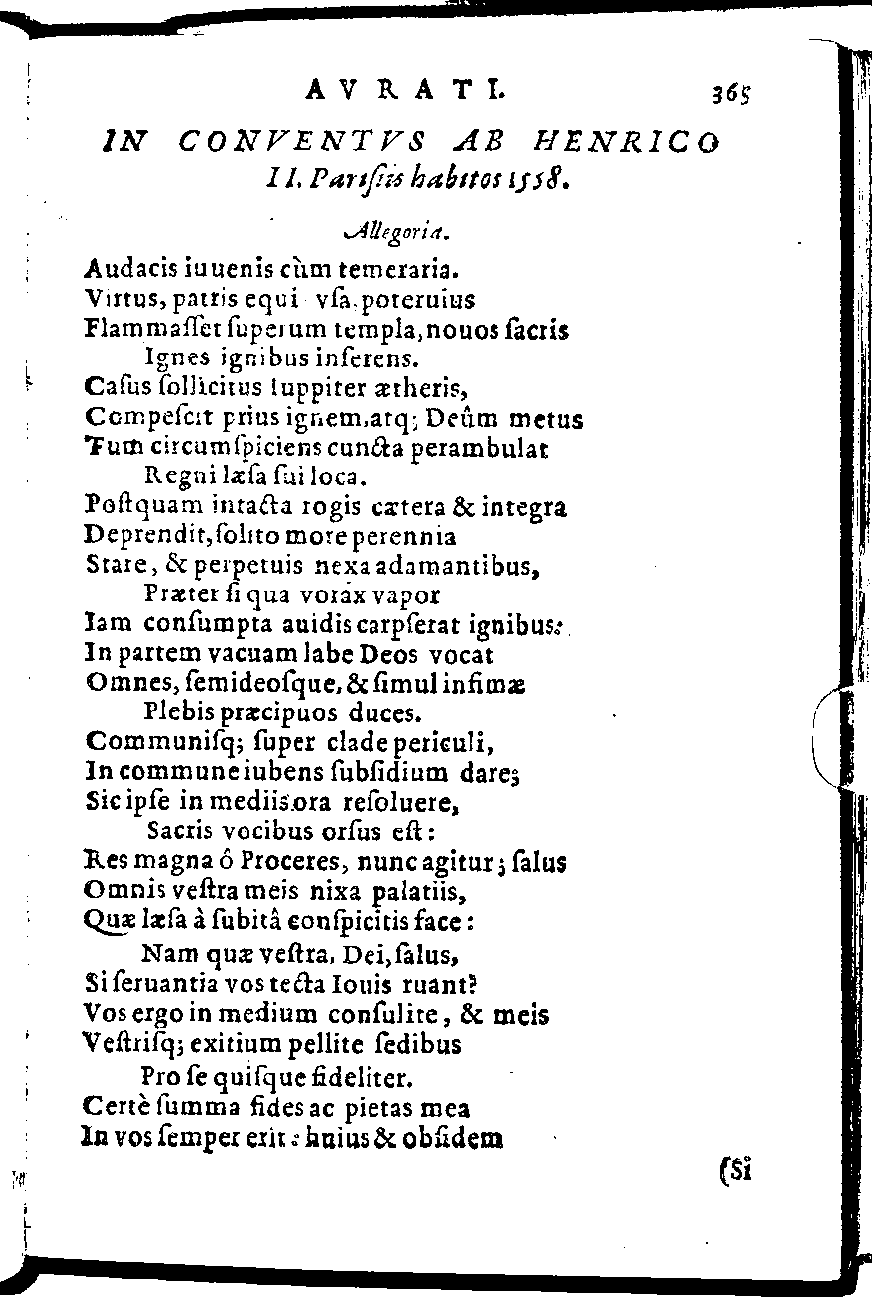 AVRATI. 365
IN CONVENTVS AB HENRICO
II. Parisiis habitos 1558.
Allegoria.
Audacis iuuenis cùm temeraria.
Virtus, patris equi vſa, poteruius
Flammaſſet ſuperum templa, nouos ſacris
Ignes ignibus inſerens.
Caſus ſollicitus Iuppiter ætheris,
Compeſcit prius ignem, atq; Deûm metus
Tum circumſpiciens cuncta perambulat
Regni læſa ſui loca.
Poſtquam intacta rogis cætera & integra
Deprendit, ſolito more perennia
Stare, & perpetuis nexa adamantibus,
Præter ſi qua vorax vapor
Iam conſumpta auidis carpſerat ignibus:
In partem vacuam labe Deos vocat
Omnes, ſemideoſque, & ſimul infimæ
Plebis præcipuos duces.
Communiſq; ſuper clade periculi,
In commune iubens ſubſidium dare;
Sic ipſe in mediis ora reſoluere,
Sacris vocibus orſus eſt:
Res magna ô Proceres, nunc agitur; ſalus
Omnis veſtra meis nixa palatiis,
Quæ læſa à ſubitâ conſpicitis face:
Nam quæ veſtra, Dei, ſalus,
Si ſeruantia vos tecta Iouis ruant?
Vos ergo in medium conſulite, & meis
Veſtriſq; exitium pellite ſedibus
Pro ſe quiſque fideliter.
Certè ſumma fides ac pietas mea
In vos ſemper erit: huius & obſidem
(Si